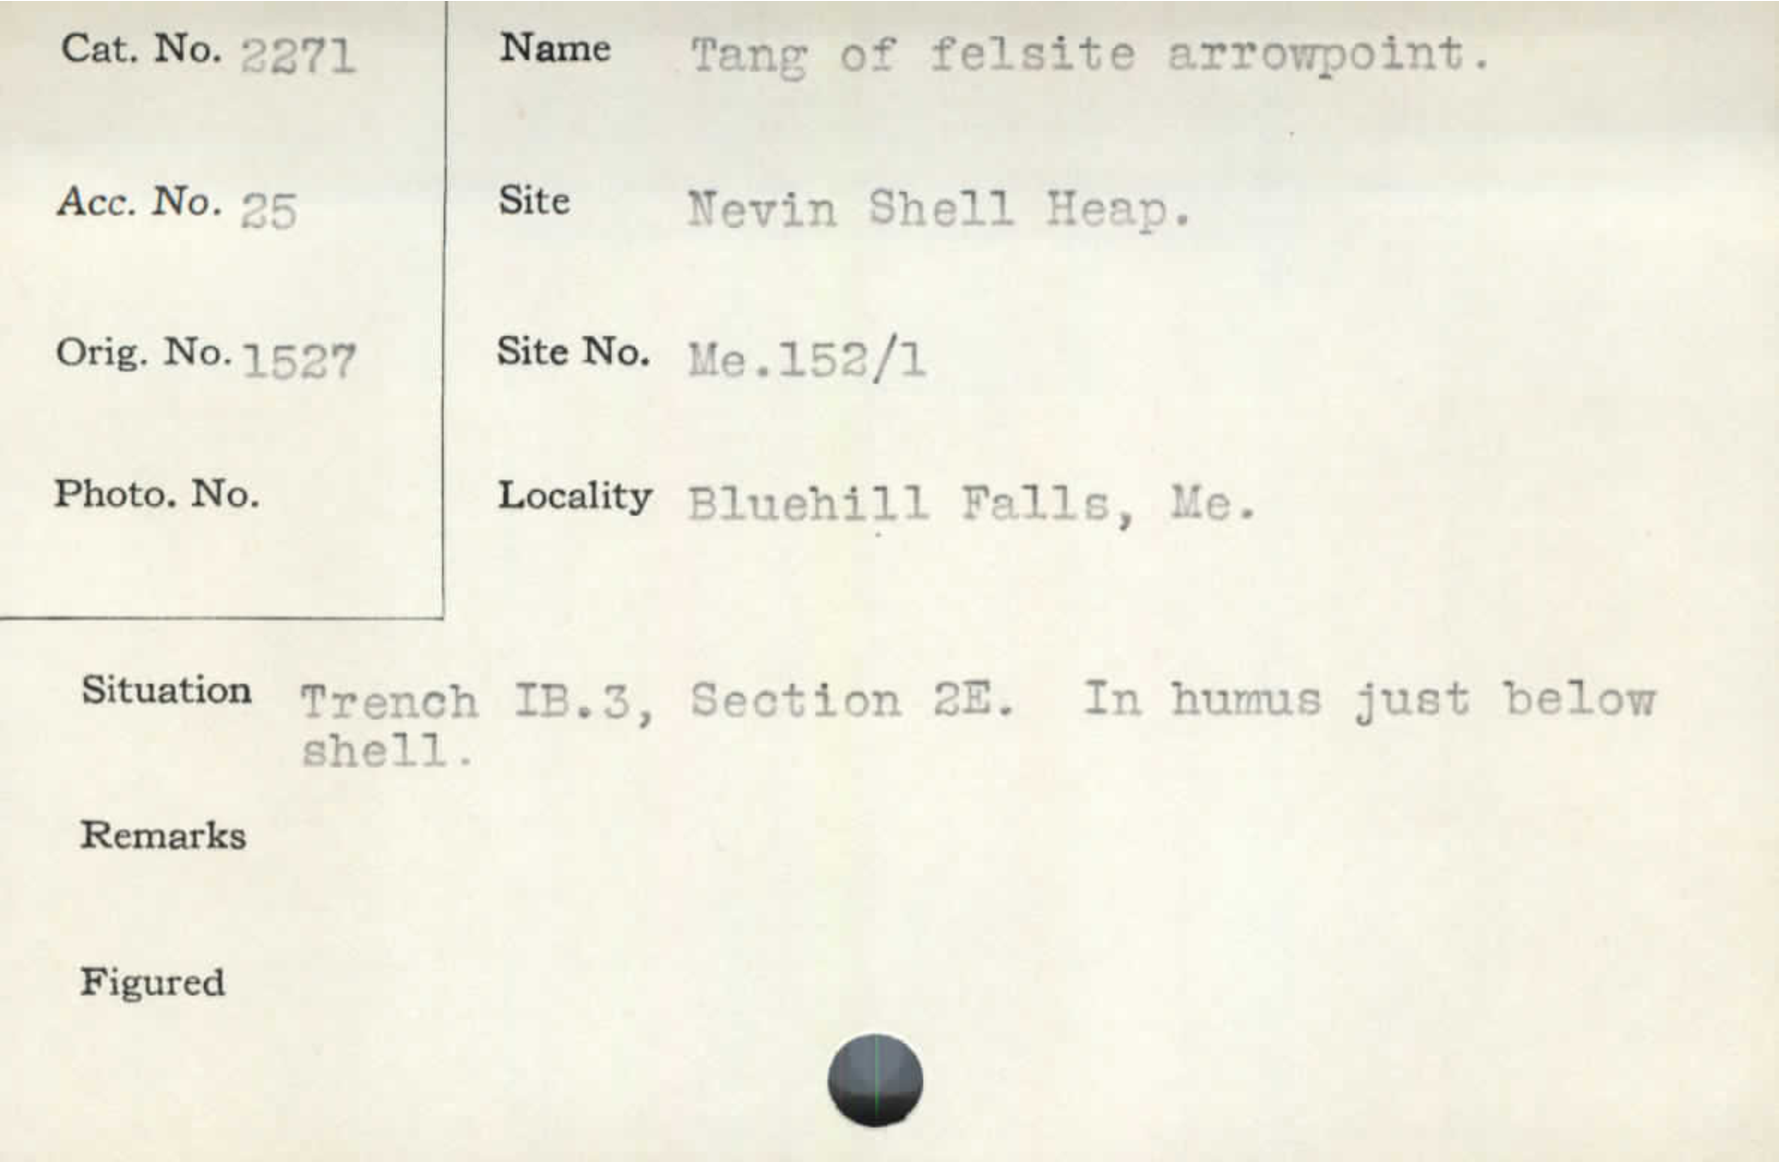 Cat. No. 2271
Name Tang of felsite arrowpoint.
Acc. No. 25
Site Nevin Shell Heap.
Orig. No. 1527
Site No. Me.152/1
Photo. No.
Locality Bluehill Falls, Me.
Situation Trench IB.3, Section 2E. In humus just below
shell.
Remarks
Figured